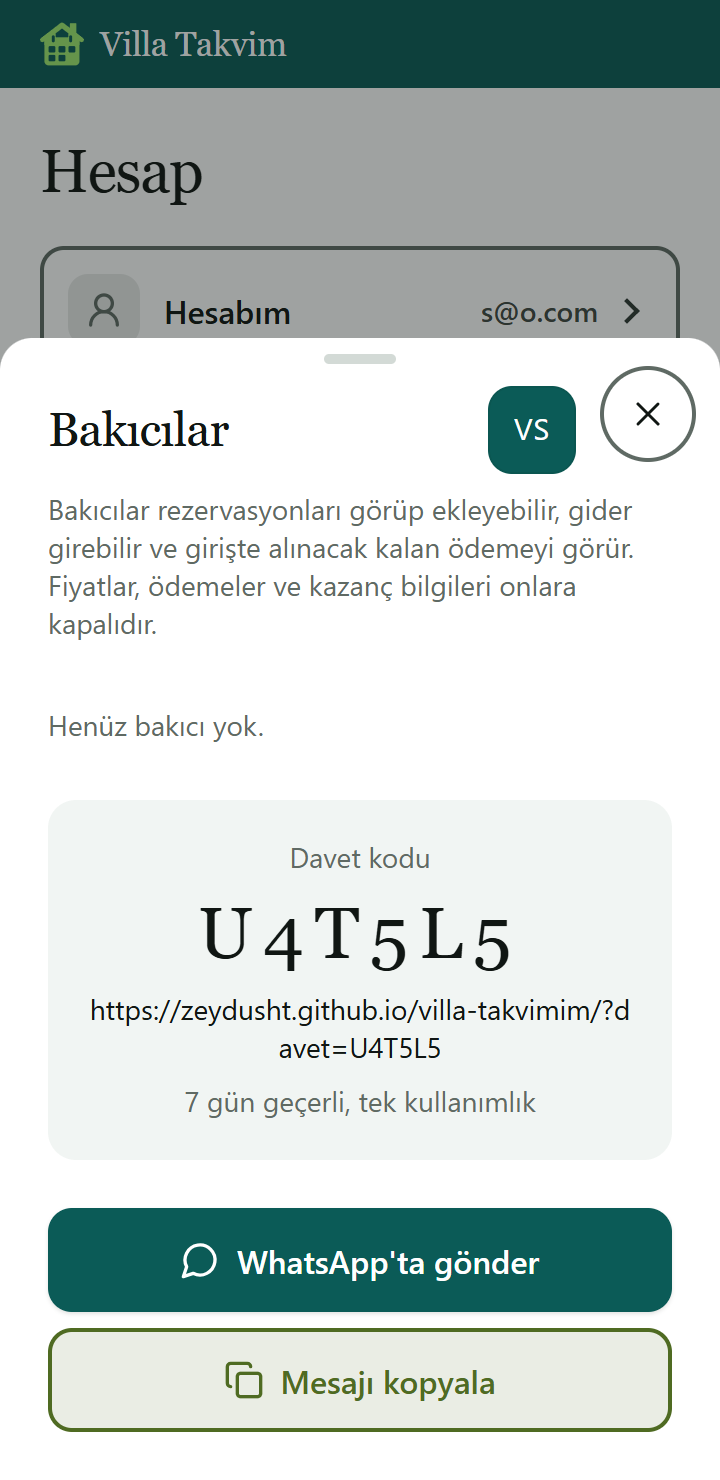 Villa Takvim
Hesap
Hesabım s@o.com
Bakıcılar
VS
Bakıcılar rezervasyonları görüp ekleyebilir, gider
girebilir ve girişte alınacak kalan ödemeyi görür.
Fiyatlar, ödemeler ve kazanç bilgileri onlara
kapalıdır.
Henüz bakıcı yok.
Davet kodu
U4T5L5
https://zeydusht.github.io/villa-takvimim/?d
avet=U4T5L5
7 gün geçerli, tek kullanımlık
WhatsApp'ta gönder
Mesajı kopyala